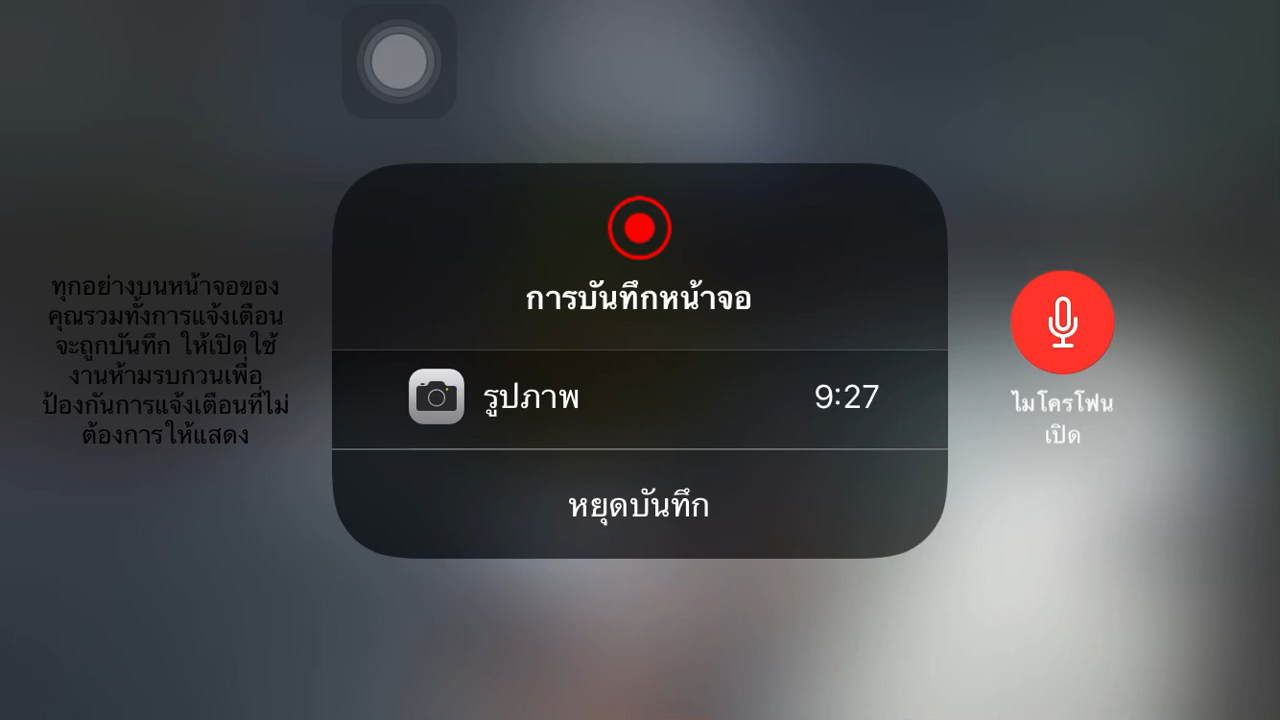 ทุกอย่างบนหน้าจอของ
คุณรวมทั้งการแจ้งเตือน
จะถูกบันทึก ให้เปิดใช้
งานห้ามรบกวนเพื่อ
ป้องกันการแจ้งเตือนที่ไม่
ต้องการให้แสดง
การบันทึกหน้าจอ
รูปภาพ 9:27
หยุดบันทึก
ไมโครโฟน
เปิด